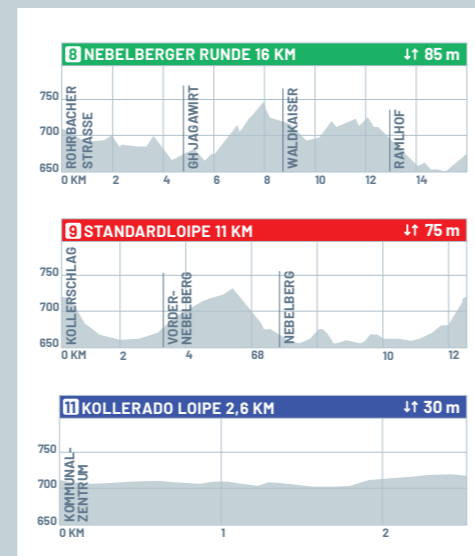 8 NEBELBERGER RUNDE 16 KM ↓↑ 85 m
750
700
650
ROHRBACHER
STRASSE
GH JAGAWIRT
WALDKAISER
RAMLHOF
0 KM 2 4 6 8 10 12 14
9 STANDARDLOIPE 11 KM ↓↑ 75 m
750
700
650
KOLLERSCHLAG
VORDER-
NEBELBERG
NEBELBERG
0 KM 2 4 68 10 12
11 KOLLERADO LOIPE 2,6 KM ↓↑ 30 m
750
700
650
KOMMUNAL-
ZENTRUM
0 KM 1 2